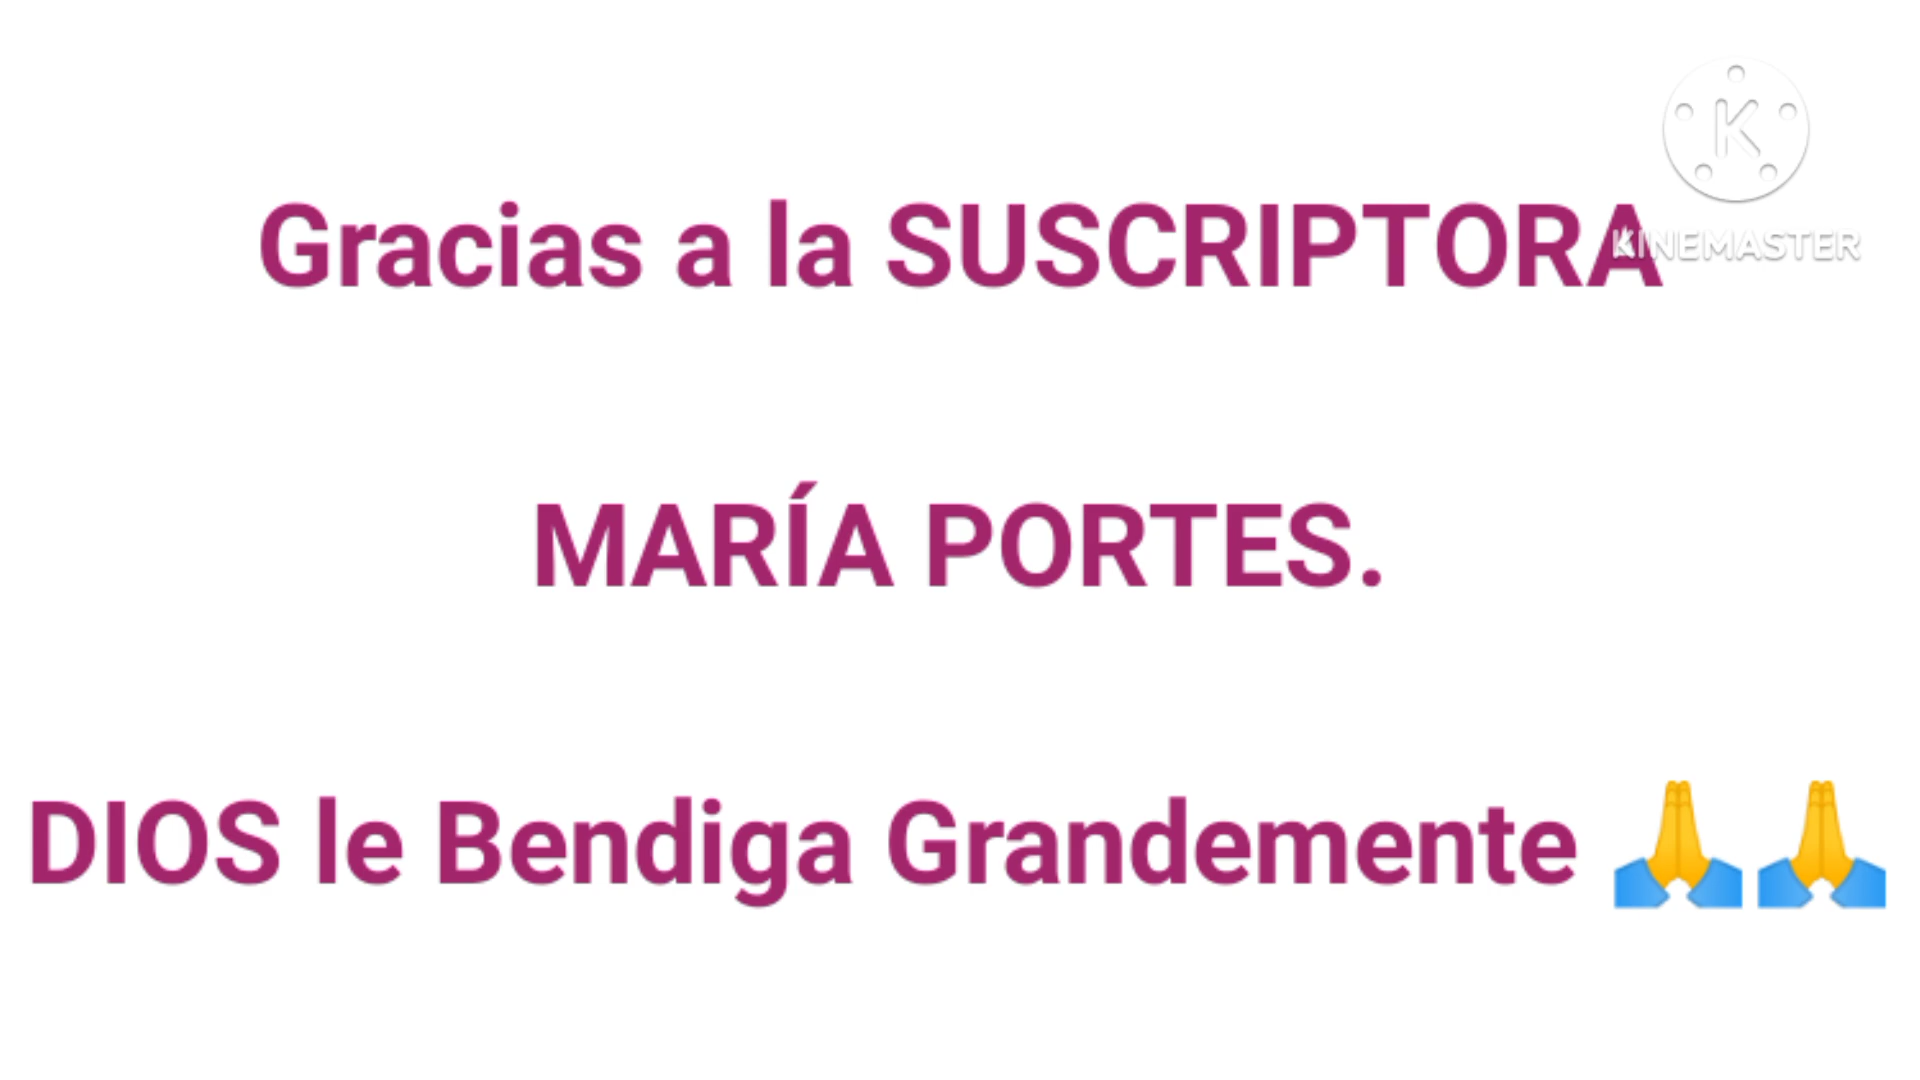 K
KINEMASTER
Gracias a la SUSCRIPTORA
MARÍA PORTES.
DIOS le Bendiga Grandemente 🙏🙏